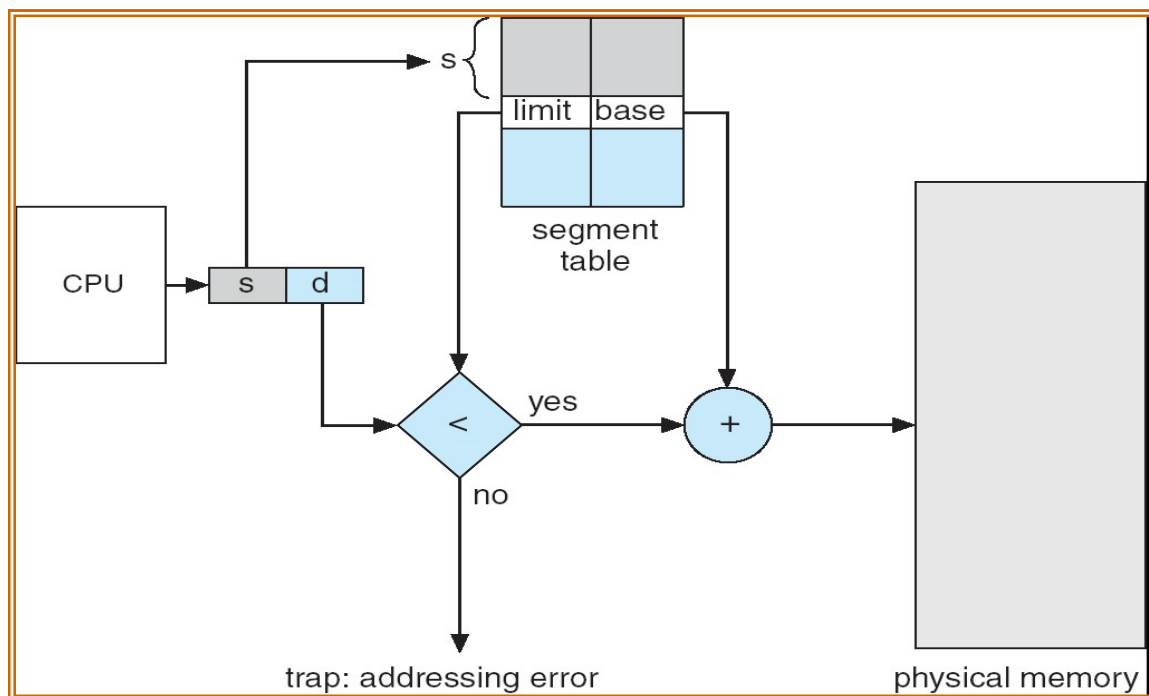 s
limit base
segment
table
CPU
s d
<
yes
+
no
trap: addressing error
physical memory